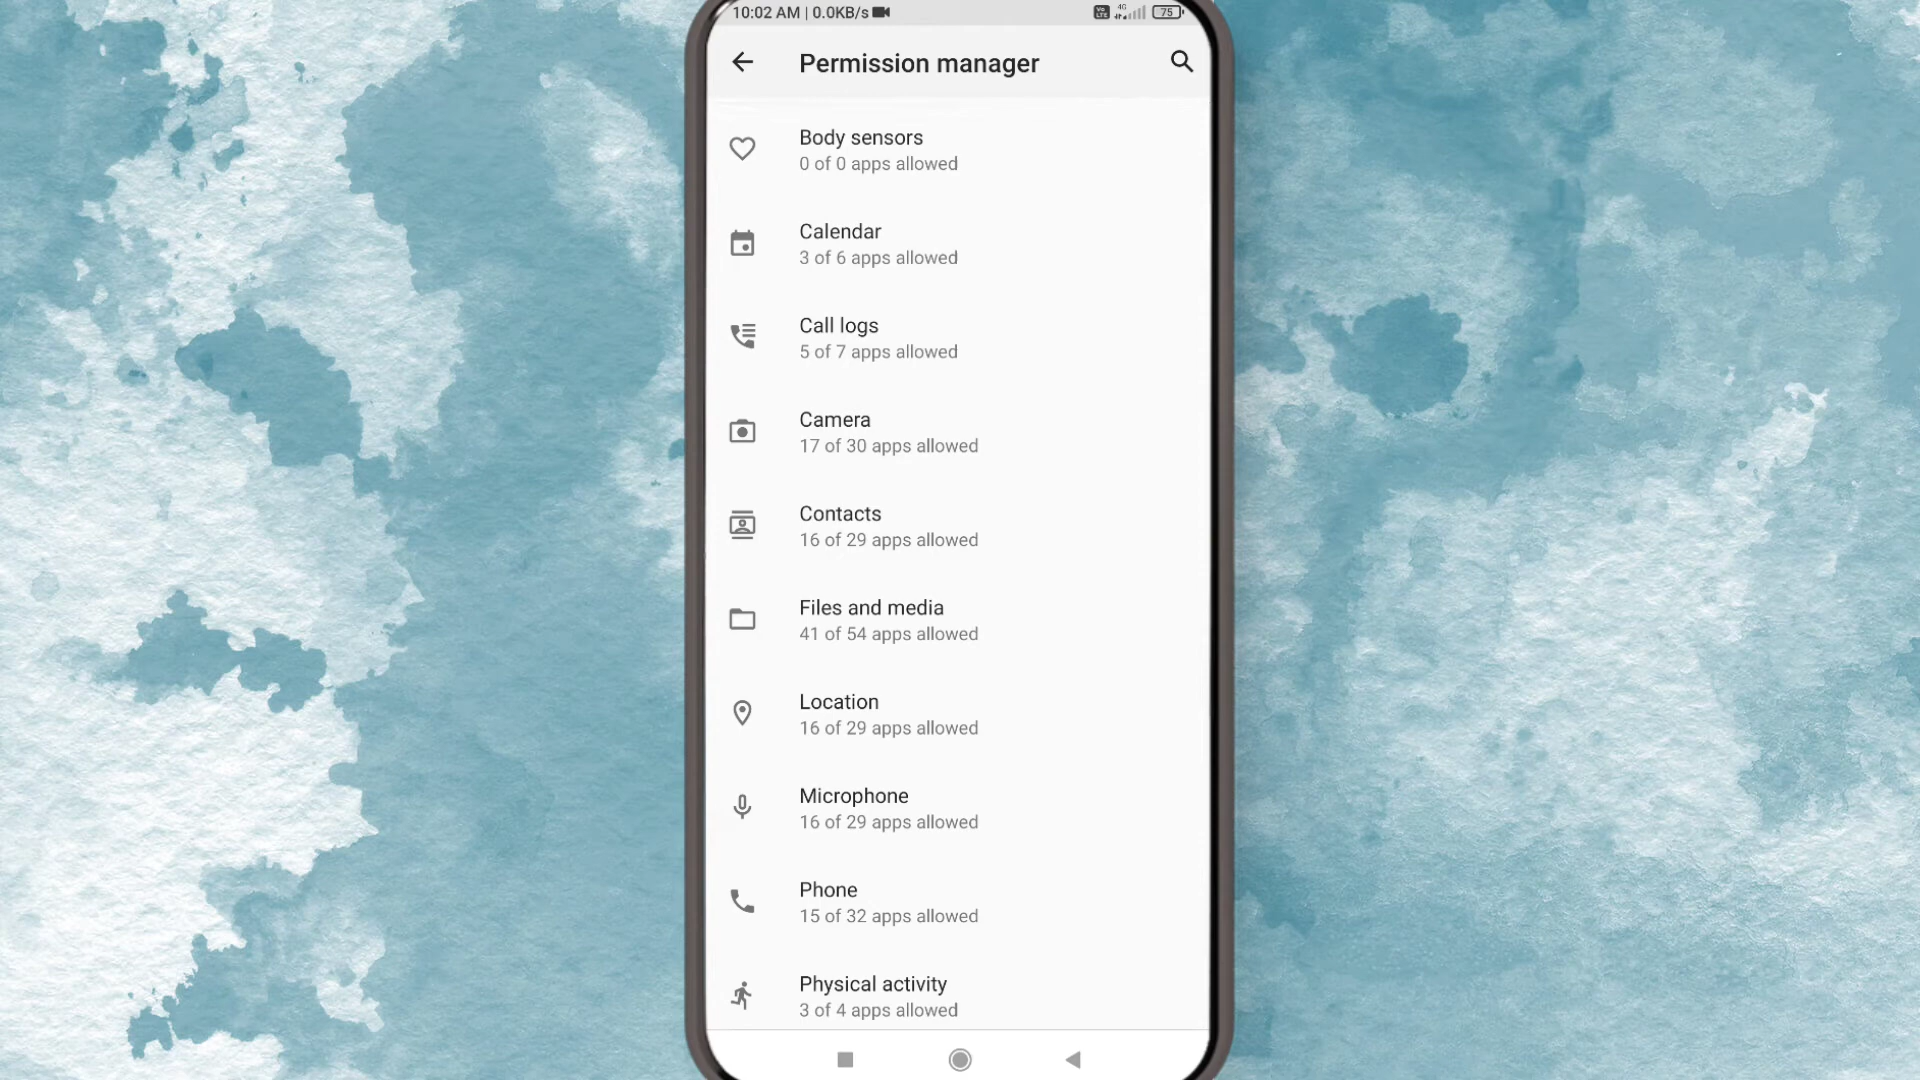 10:02 AM | 0.0KB/s
Vo LTE 4G 75
Permission manager
Body sensors
0 of 0 apps allowed
Calendar
3 of 6 apps allowed
Call logs
5 of 7 apps allowed
Camera
17 of 30 apps allowed
Contacts
16 of 29 apps allowed
Files and media
41 of 54 apps allowed
Location
16 of 29 apps allowed
Microphone
16 of 29 apps allowed
Phone
15 of 32 apps allowed
Physical activity
3 of 4 apps allowed